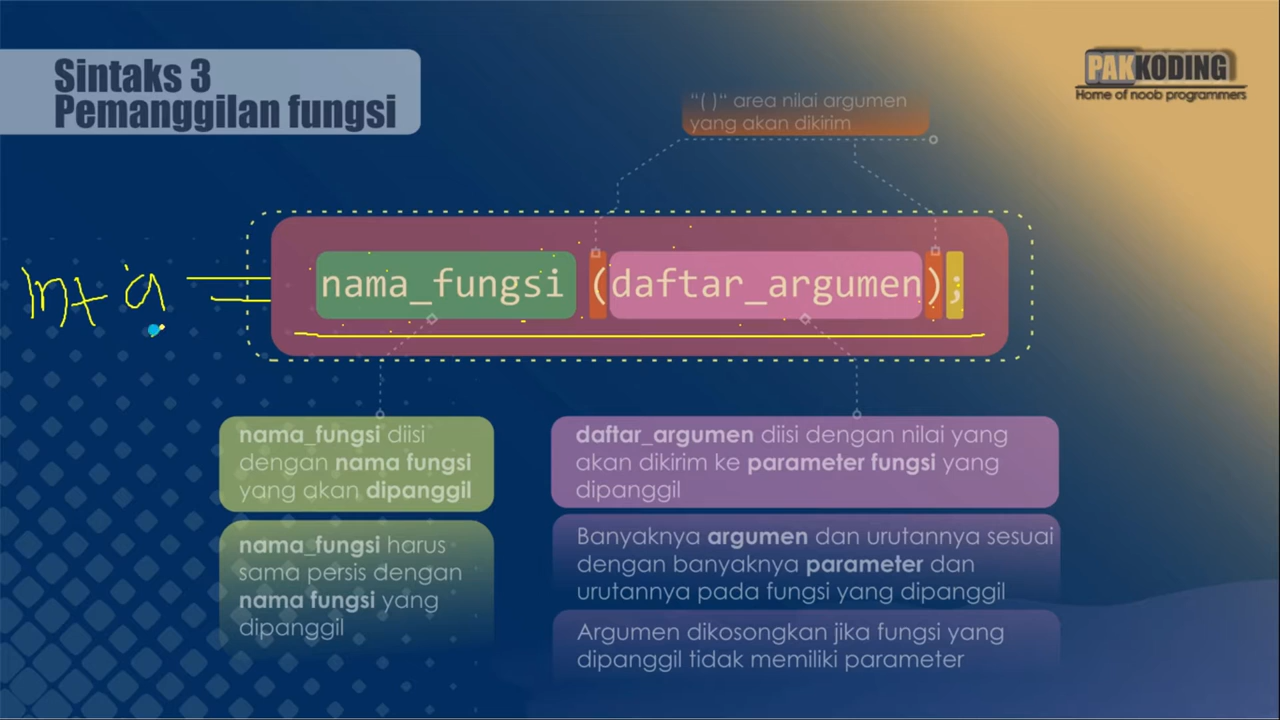 Sintaks 3
Pemanggilan fungsi
PAKKODING
Home of noob programmers
"( )" area nilai argumen
yang akan dikirim
int a =
nama_fungsi (daftar_argumen);
nama_fungsi diisi
dengan nama fungsi
yang akan dipanggil
nama_fungsi harus
sama persis dengan
nama fungsi yang
dipanggil
daftar_argumen diisi dengan nilai yang
akan dikirim ke parameter fungsi yang
dipanggil
Banyaknya argumen dan urutannya sesuai
dengan banyaknya parameter dan
urutannya pada fungsi yang dipanggil
Argumen dikosongkan jika fungsi yang
dipanggil tidak memiliki parameter